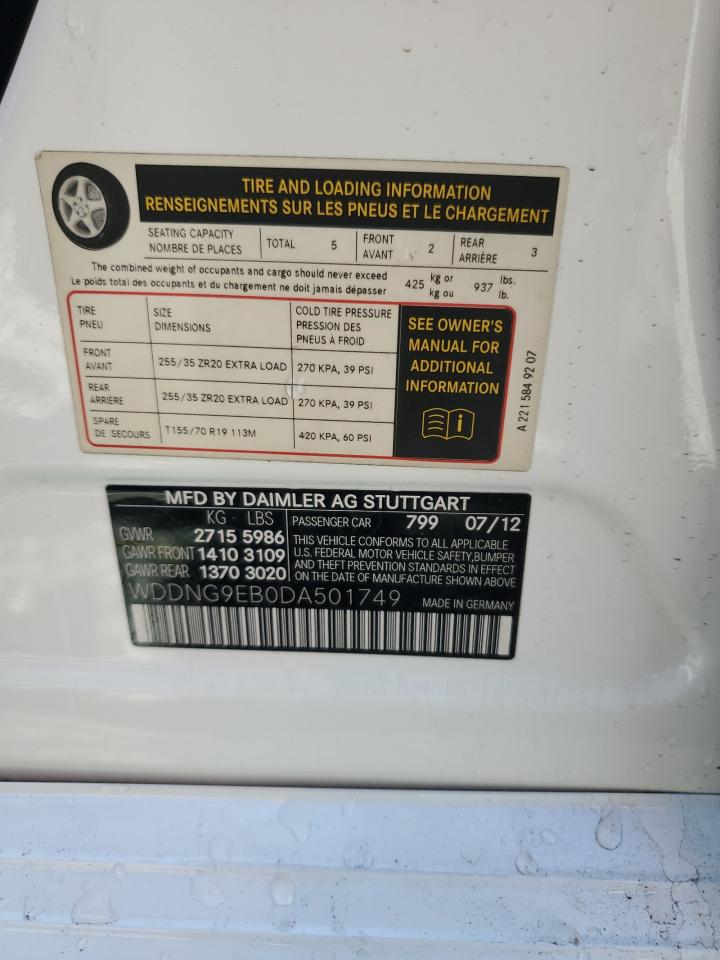 TIRE AND LOADING INFORMATION
RENSEIGNEMENTS SUR LES PNEUS ET LE CHARGEMENT
SEATING CAPACITY
NOMBRE DE PLACES
TOTAL 5
FRONT
AVANT
2
REAR
ARRIÈRE
3
The combined weight of occupants and cargo should never exceed
Le poids total des occupants et du chargement ne doit jamais dépasser
425 kg or
kg ou
937 lbs.
lb.
TIRE
PNEU
SIZE
DIMENSIONS
COLD TIRE PRESSURE
PRESSION DES
PNEUS À FROID
FRONT
AVANT
255/35 ZR20 EXTRA LOAD
270 KPA, 39 PSI
REAR
ARRIÈRE
255/35 ZR20 EXTRA LOAD
270 KPA, 39 PSI
SPARE
DE SECOURS
T155/70 R19 113M
420 KPA, 60 PSI
SEE OWNER'S
MANUAL FOR
ADDITIONAL
INFORMATION
A 221 584 92 07
MFD BY DAIMLER AG STUTTGART
KG - LBS
GVWR 2715 5986
GAWR FRONT 1410 3109
GAWR REAR 1370 3020
PASSENGER CAR 799 07/12
THIS VEHICLE CONFORMS TO ALL APPLICABLE
U.S. FEDERAL MOTOR VEHICLE SAFETY,BUMPER
AND THEFT PREVENTION STANDARDS IN EFFECT
ON THE DATE OF MANUFACTURE SHOWN ABOVE.
WDDNG9EB0DA501749
MADE IN GERMANY